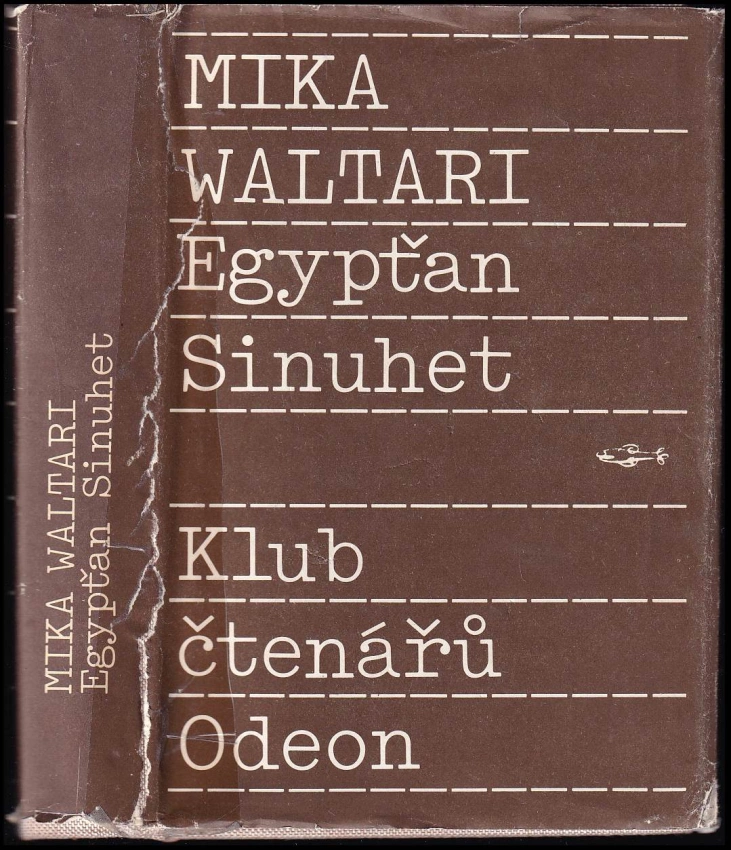 MIKA
WALTARI
Egypťan
Sinuhet
Klub
čtenářů
Odeon
MIKA WALTARI
Egypťan Sinuhet